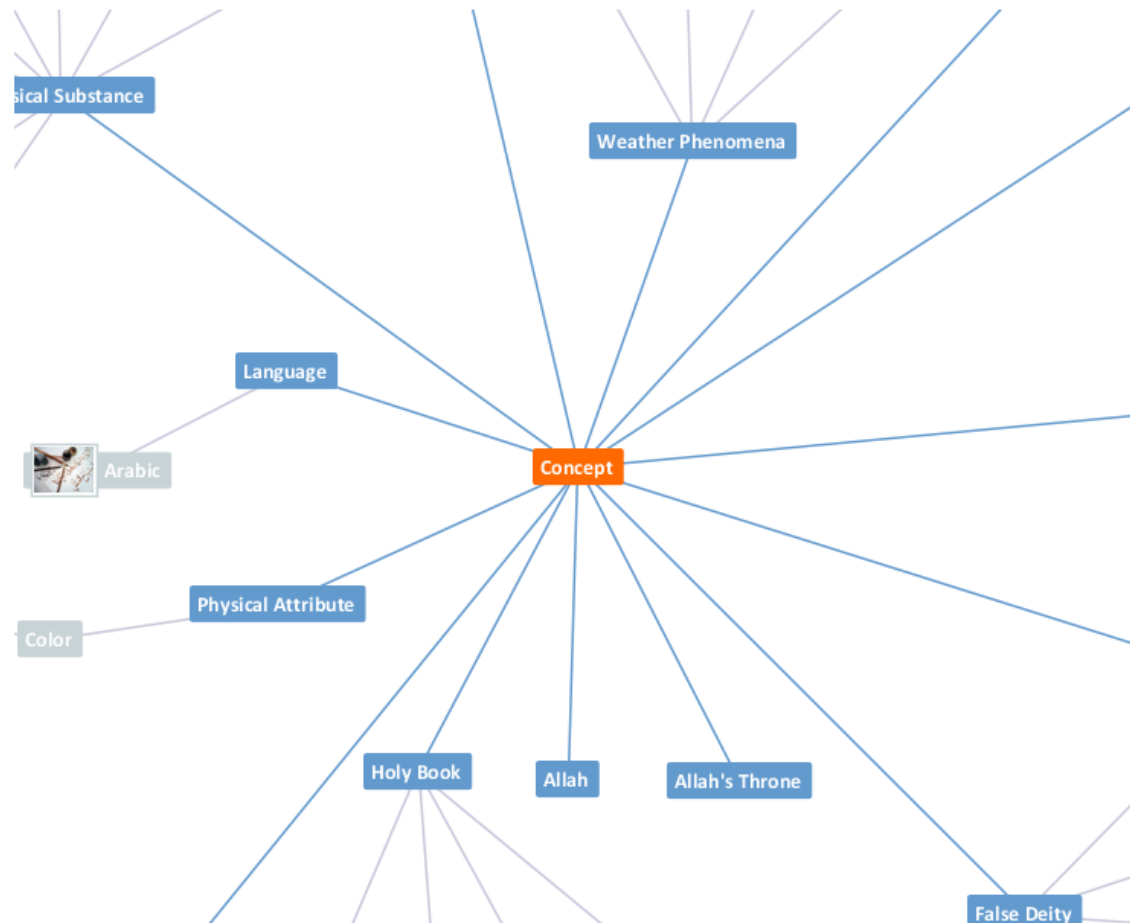 sical Substance
Weather Phenomena
Language
Concept
Arabic
Physical Attribute
Color
Holy Book
Allah
Allah's Throne
False Deity